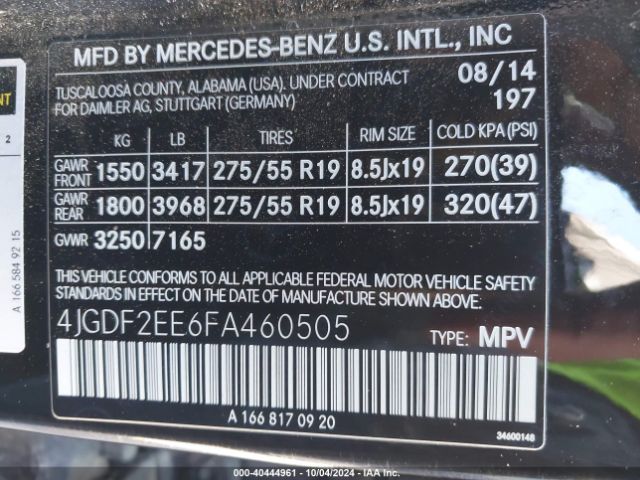 MFD BY MERCEDES-BENZ U.S. INTL., INC
TUSCALOOSA COUNTY, ALABAMA (USA). UNDER CONTRACT
FOR DAIMLER AG, STUTTGART (GERMANY)
08/14
197
KG LB TIRES RIM SIZE COLD KPA(PSI)
GAWR FRONT 1550 3417 275/55 R19 8.5Jx19 270(39)
GAWR REAR 1800 3968 275/55 R19 8.5Jx19 320(47)
GVWR 3250 7165
THIS VEHICLE CONFORMS TO ALL APPLICABLE FEDERAL MOTOR VEHICLE SAFETY
STANDARDS IN EFFECT ON THE DATE OF MANUFACTURE SHOWN ABOVE.
4JGDF2EE6FA460505 TYPE: MPV
A 166 817 09 20
34600148
2
A 166 584 92 15
000-40444961 - 10/04/2024 - IAA Inc.